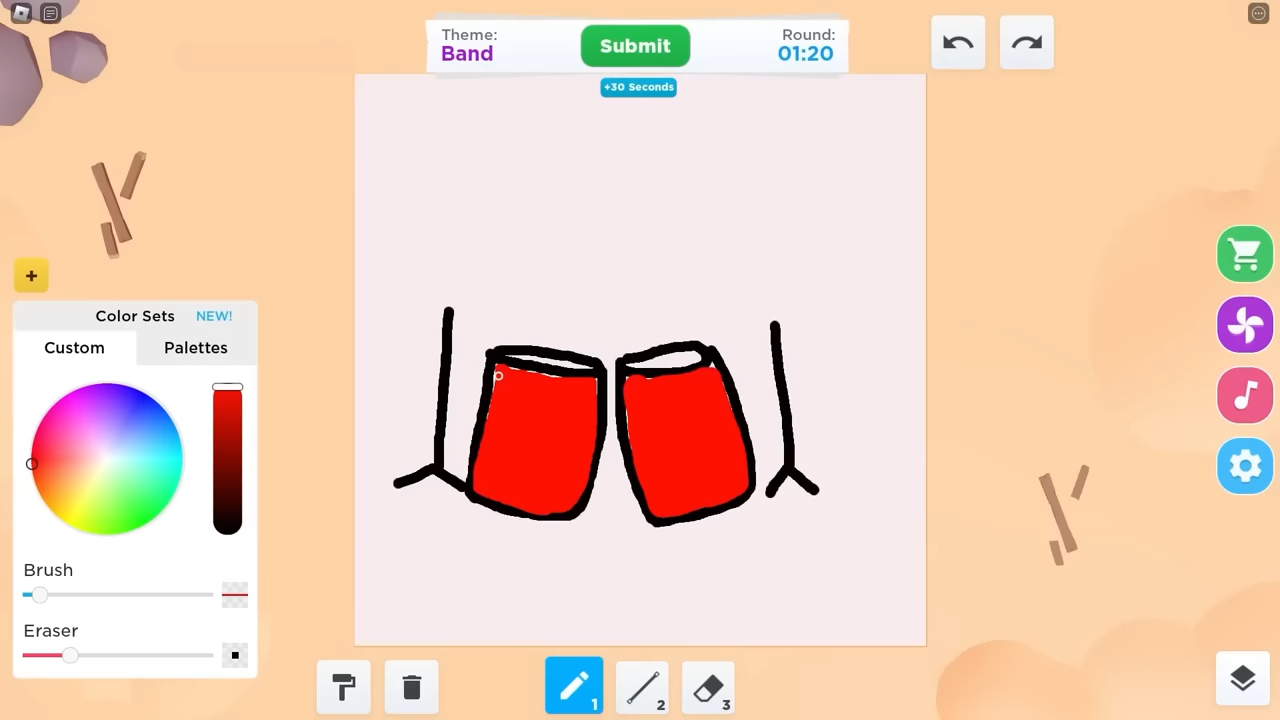 Theme:
Band
Submit
Round:
01:20
+30 Seconds
+
Color Sets NEW!
Custom
Palettes
Brush
Eraser
1
2
3